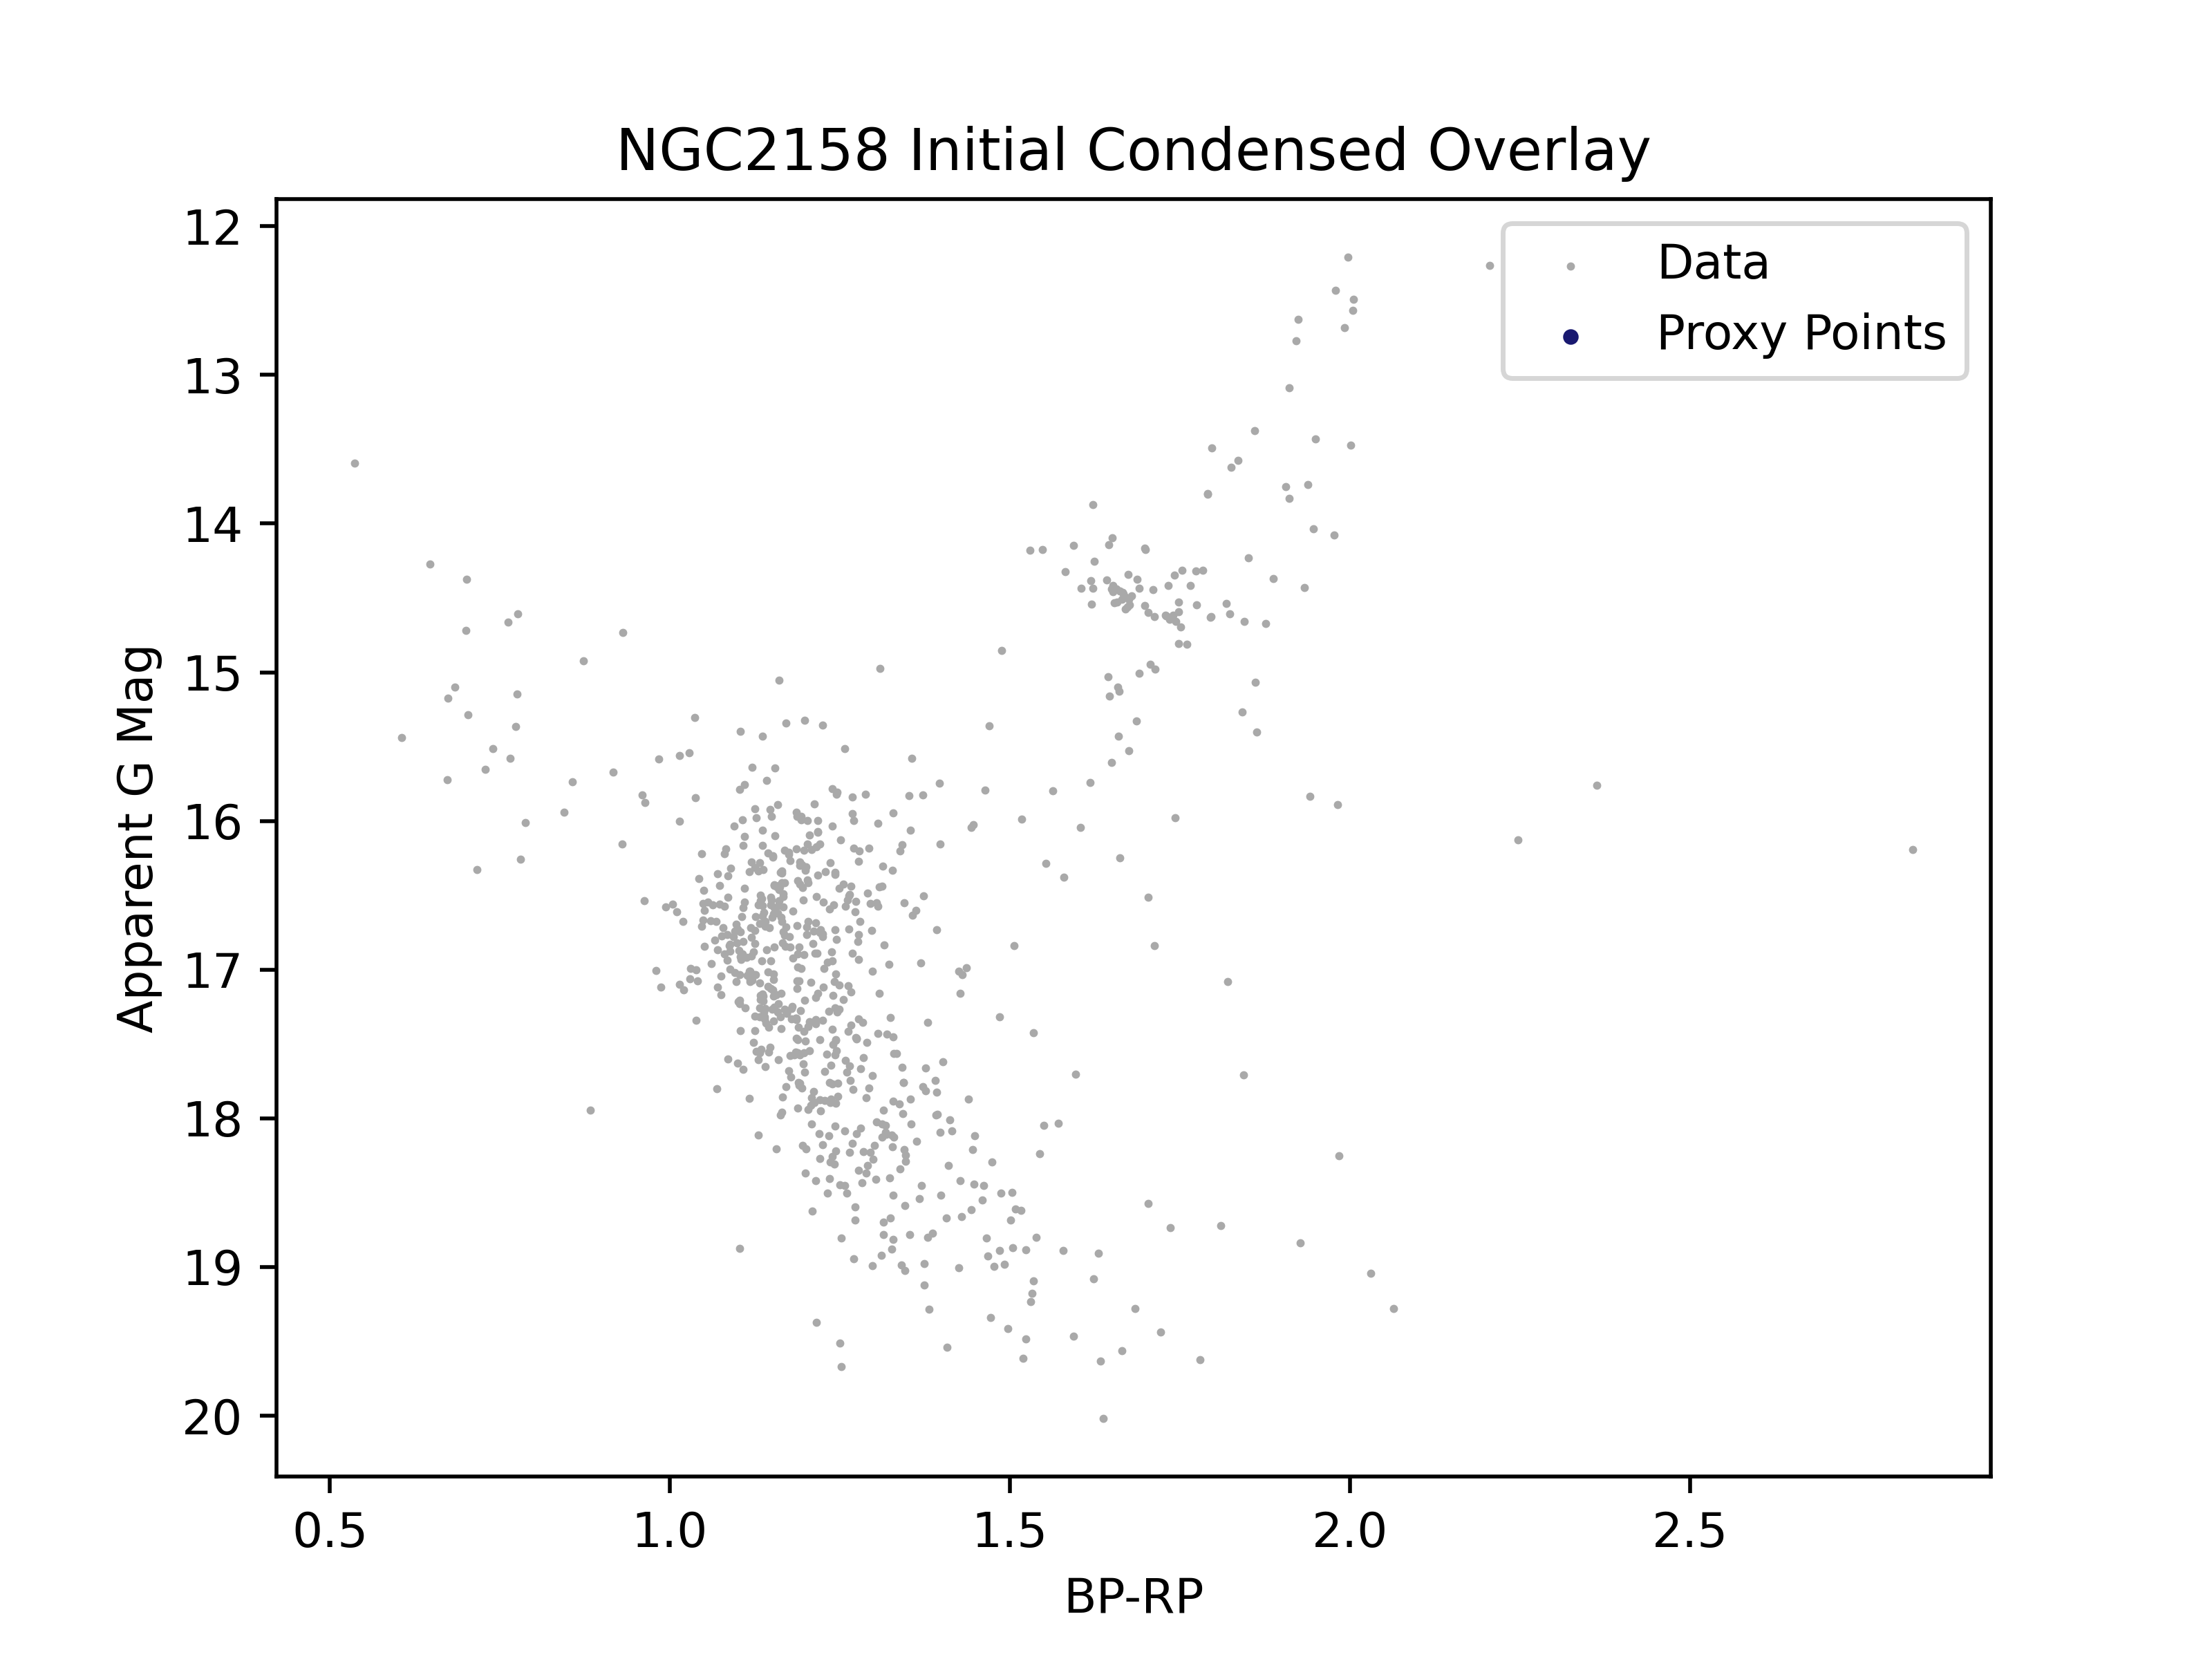 NGC2158 Initial Condensed Overlay
12
13
14
15
16
17
18
19
20
Apparent G Mag
Data
Proxy Points
0.5 1.0 1.5 2.0 2.5
BP-RP